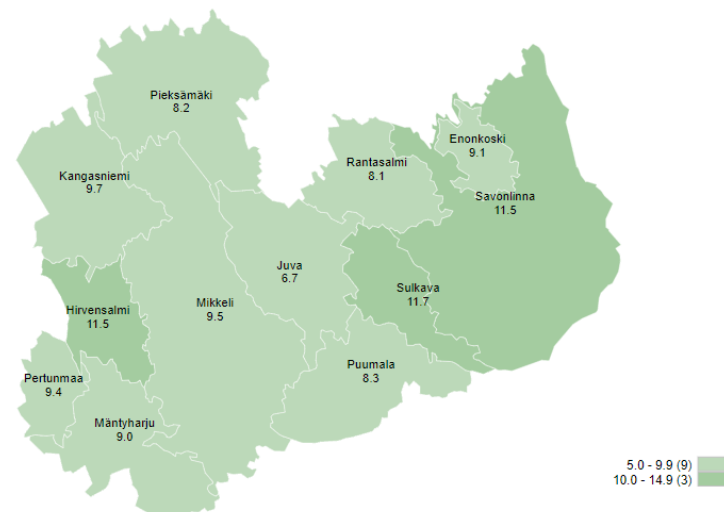 Pieksämäki
8.2
Enonkoski
9.1
Rantasalmi
8.1
Kangasniemi
9.7
Savonlinna
11.5
Juva
6.7
Sulkava
11.7
Mikkeli
9.5
Hirvensalmi
11.5
Puumala
8.3
Pertunmaa
9.4
Mäntyharju
9.0
5.0 - 9.9 (9)
10.0 - 14.9 (3)